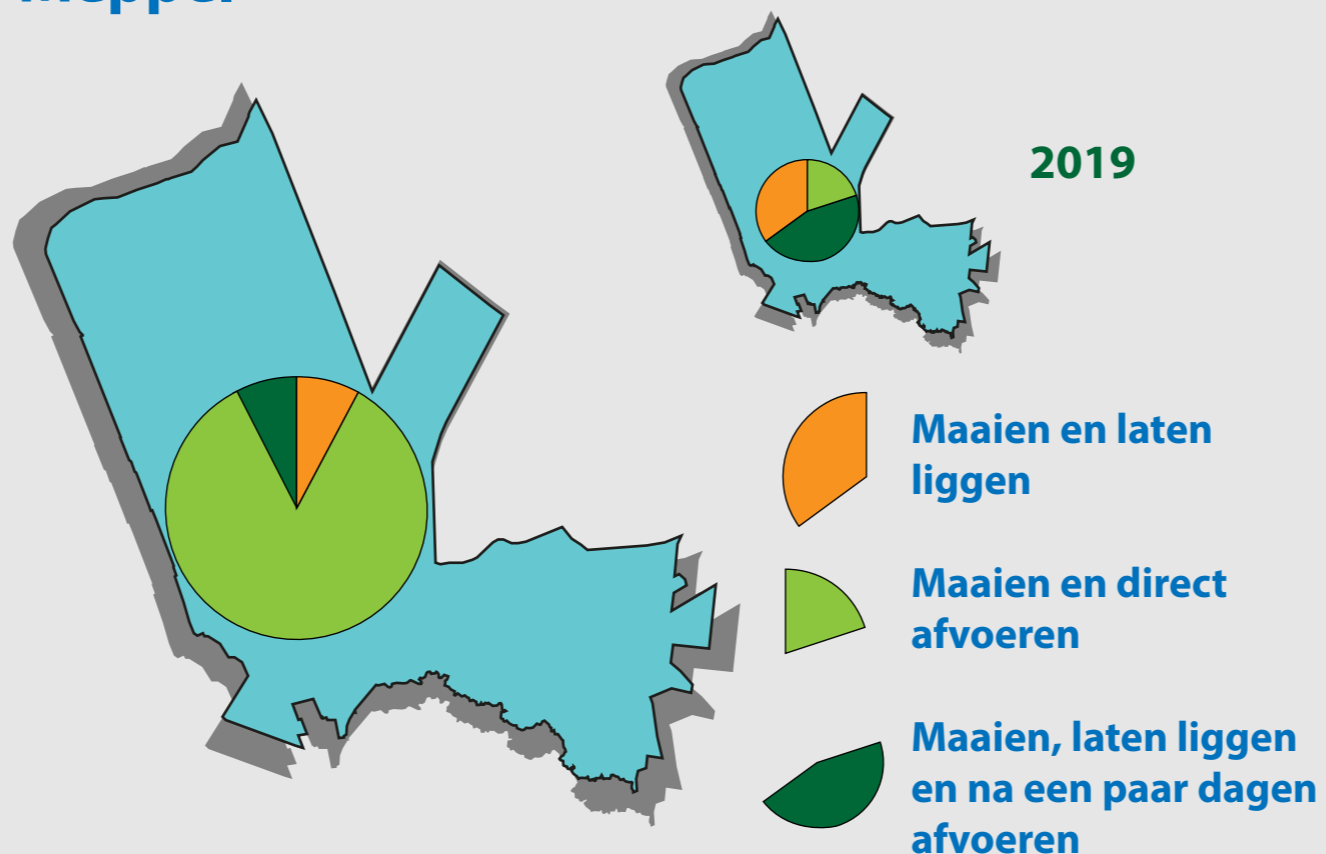 2019
Maaien en laten
liggen
Maaien en direct
afvoeren
Maaien, laten liggen
en na een paar dagen
afvoeren